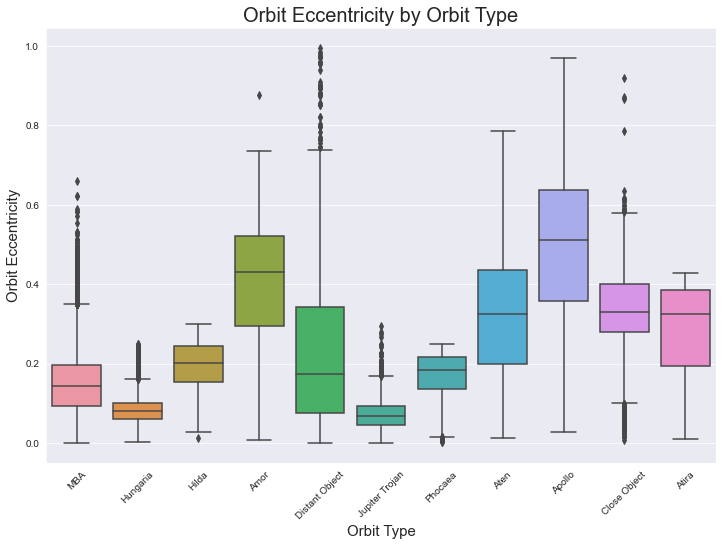 Orbit Eccentricity by Orbit Type
Orbit Eccentricity
1.0
0.8
0.6
0.4
0.2
0.0
MBA
Hungaria
Hilda
Amor
Distant Object
Jupiter Trojan
Phocaea
Aten
Apollo
Close Object
Atira
Orbit Type